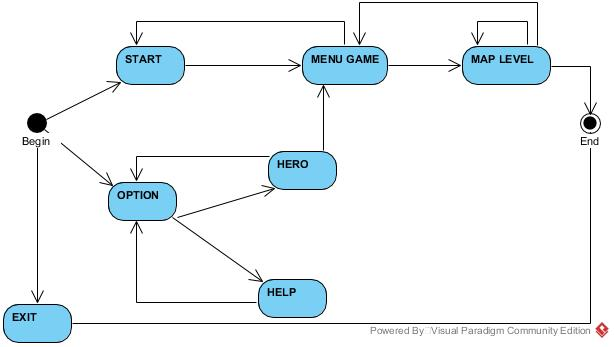 START
MENU GAME
MAP LEVEL
Begin
End
HERO
OPTION
HELP
EXIT
Powered By Visual Paradigm Community Edition